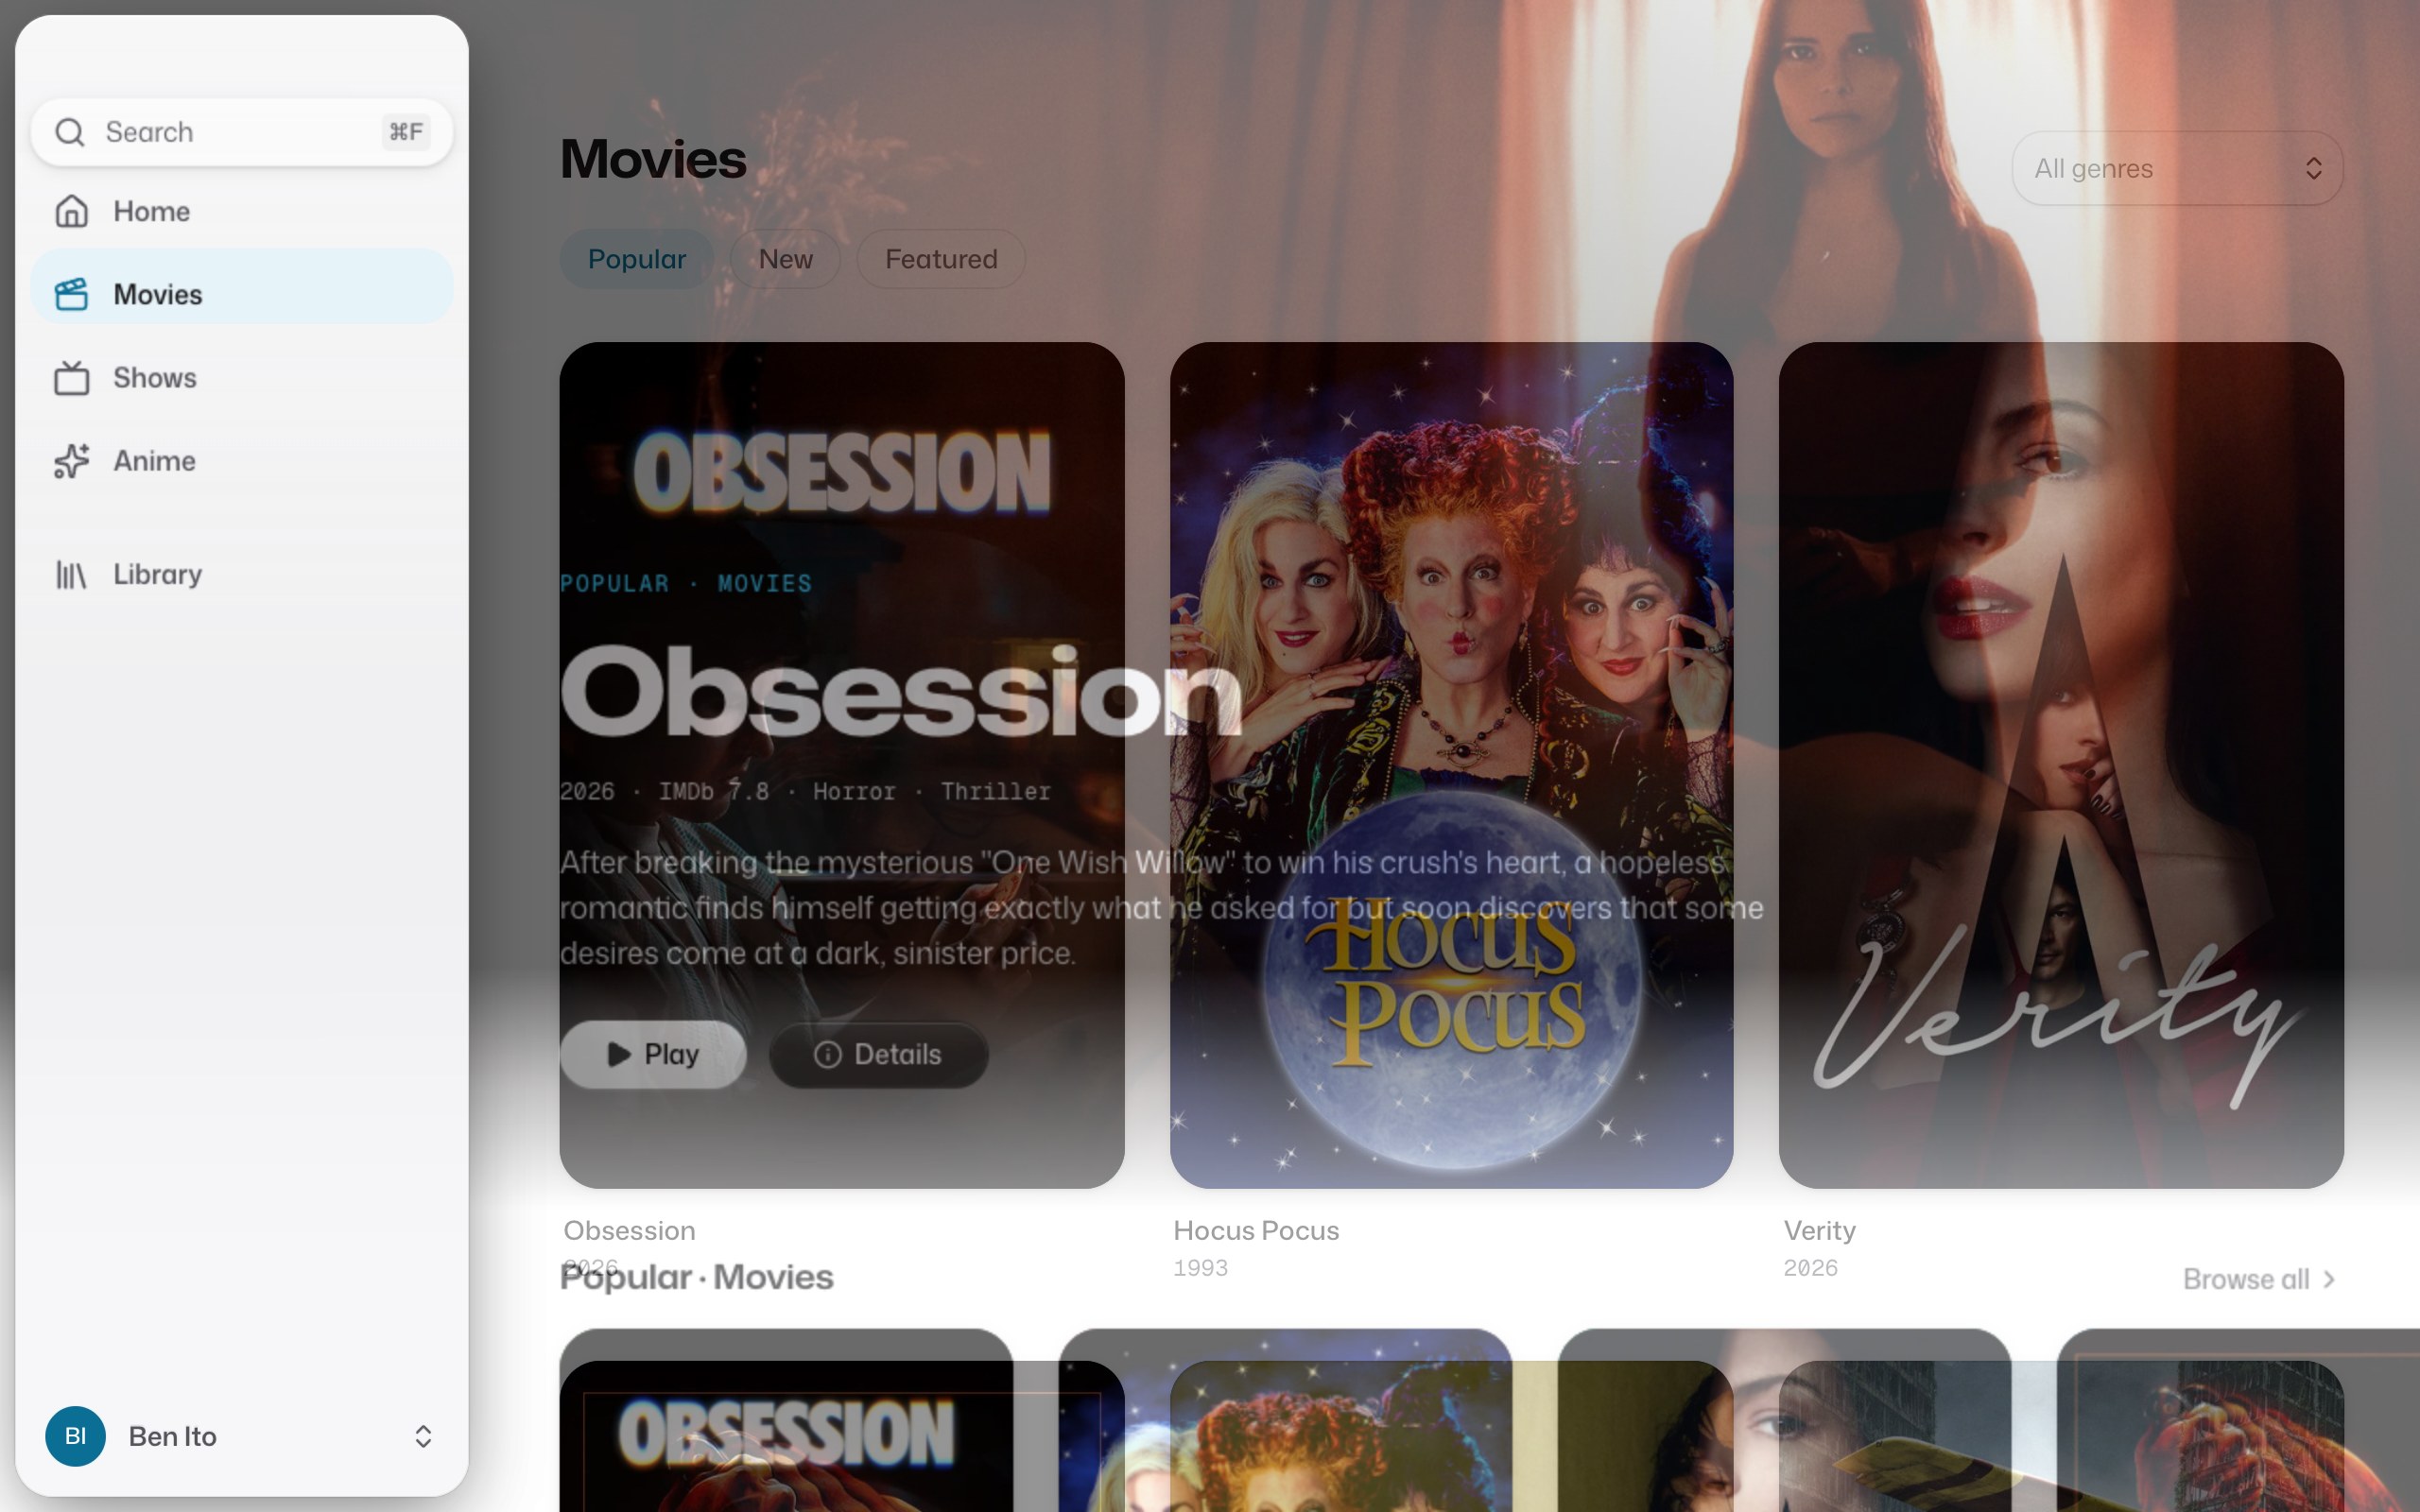 Search ⌘F
Home
Movies
Shows
Anime
Library
BI Ben Ito
Movies
All genres
Popular New Featured
OBSESSION
POPULAR · MOVIES
Obsession
2026 · IMDb 7.8 · Horror · Thriller
After breaking the mysterious "One Wish Willow" to win his crush's heart, a hopeless
romantic finds himself getting exactly what he asked for but soon discovers that some
desires come at a dark, sinister price.
Play Details
HOCUS
POCUS
Verity
Obsession
2026
Hocus Pocus
1993
Verity
2026
Popular · Movies
Browse all
OBSESSION